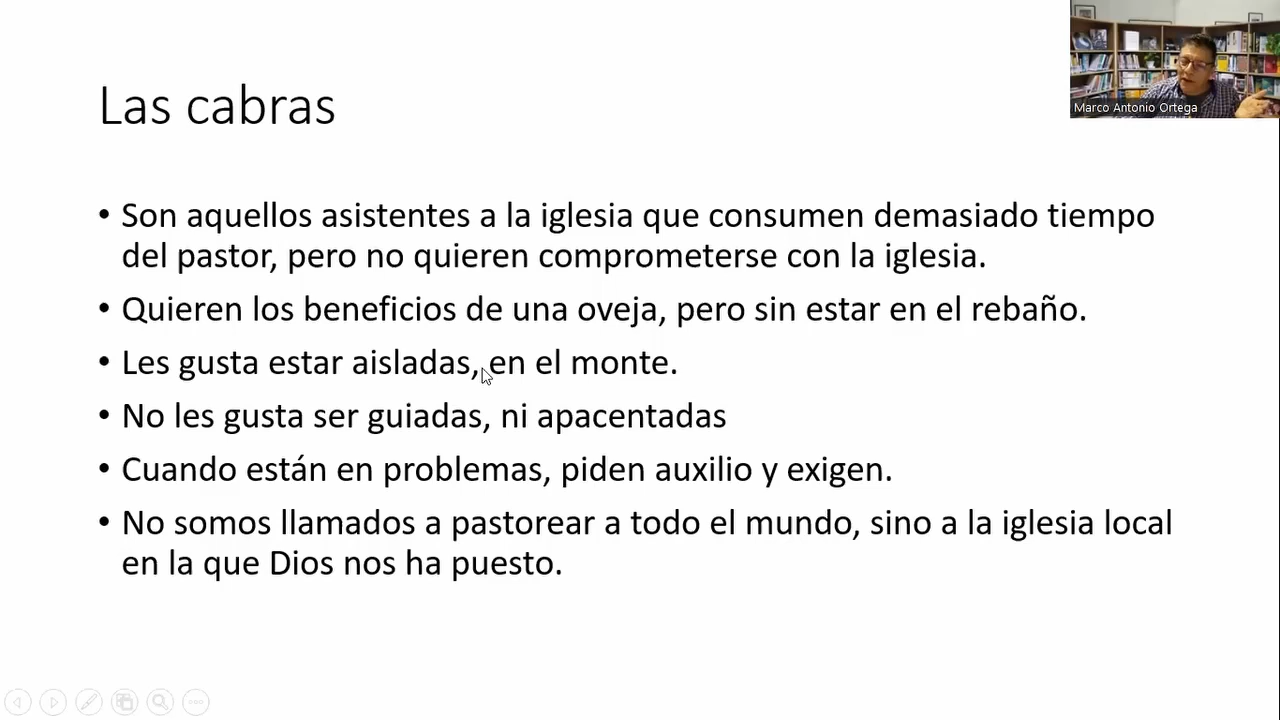 Las cabras
Marco Antonio Ortega
• Son aquellos asistentes a la iglesia que consumen demasiado tiempo
del pastor, pero no quieren comprometerse con la iglesia.
• Quieren los beneficios de una oveja, pero sin estar en el rebaño.
• Les gusta estar aisladas, en el monte.
• No les gusta ser guiadas, ni apacentadas
• Cuando están en problemas, piden auxilio y exigen.
• No somos llamados a pastorear a todo el mundo, sino a la iglesia local
en la que Dios nos ha puesto.